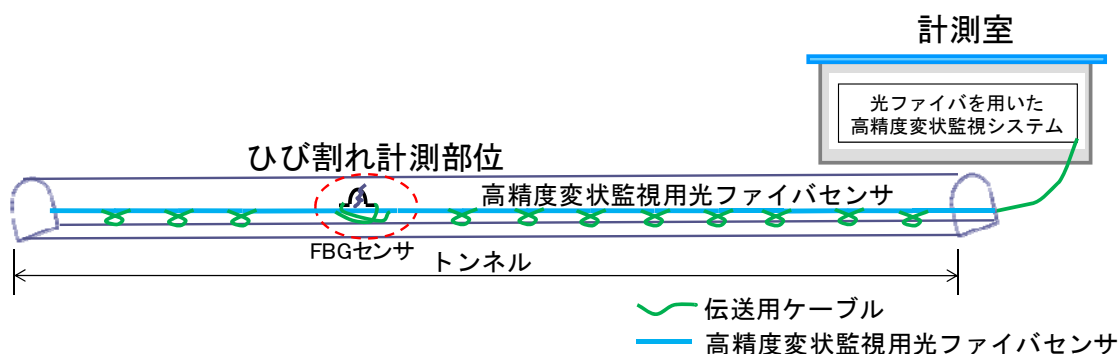 計測室
光ファイバを用いた
高精度変状監視システム
ひび割れ計測部位
高精度変状監視用光ファイバセンサ
FBGセンサ
トンネル
伝送用ケーブル
高精度変状監視用光ファイバセンサ